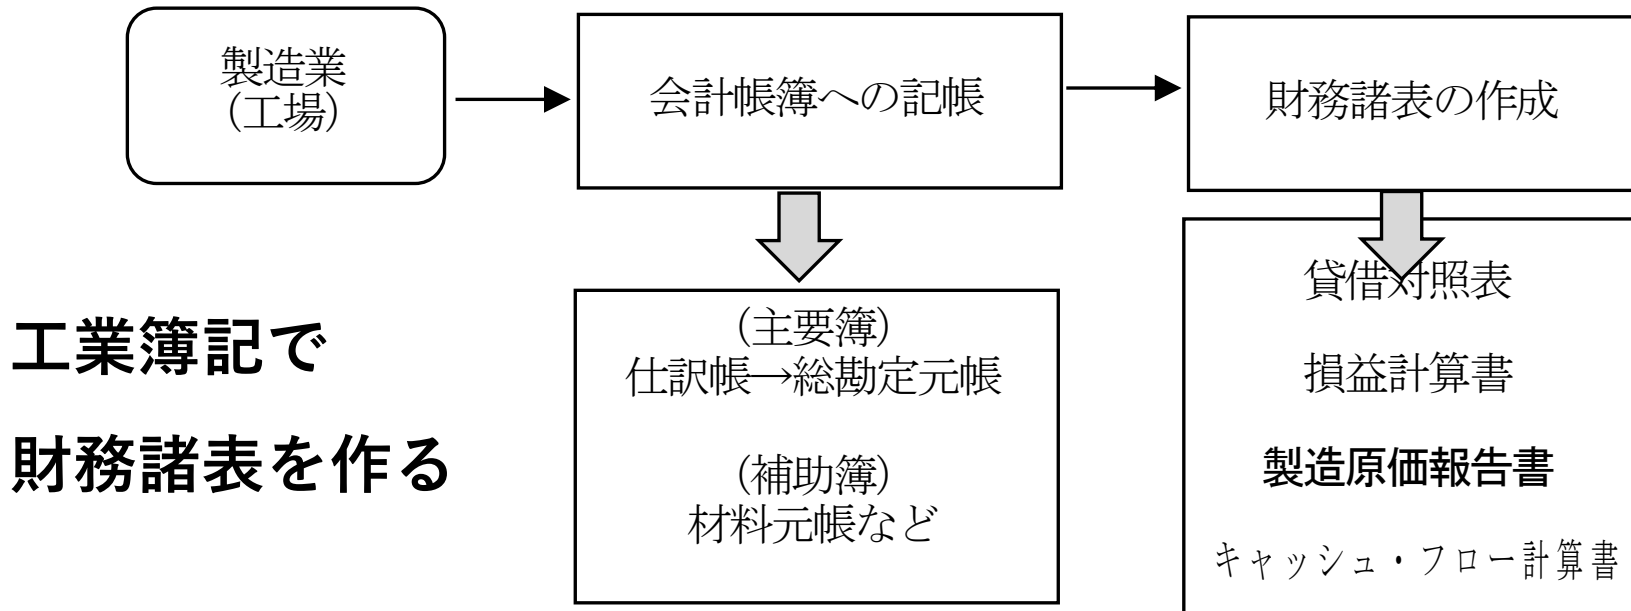 製造業
(工場)
会計帳簿への記帳
財務諸表の作成
工業簿記で
財務諸表を作る
(主要簿)
仕訳帳→総勘定元帳
(補助簿)
材料元帳など
貸借対照表
損益計算書
製造原価報告書
キャッシュ・フロー計算書